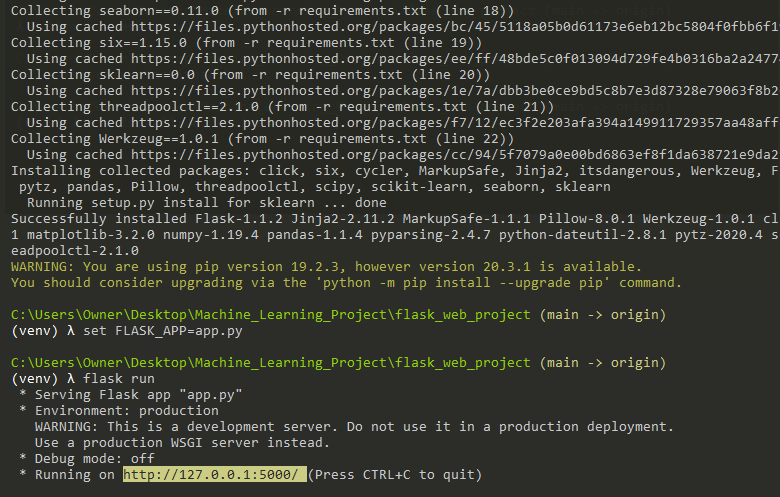 Collecting seaborn==0.11.0 (from -r requirements.txt (line 18))
  Using cached https://files.pythonhosted.org/packages/bc/45/5118a05b0d61173e6eb12bc5804f0fbb6f1
Collecting six==1.15.0 (from -r requirements.txt (line 19))
  Using cached https://files.pythonhosted.org/packages/ee/ff/48bde5c0f013094d729fe4b0316ba2a2477
Collecting sklearn==0.0 (from -r requirements.txt (line 20))
  Using cached https://files.pythonhosted.org/packages/1e/7a/dbb3be0ce9bd5c8b7e3d87328e79063f8b2
Collecting threadpoolctl==2.1.0 (from -r requirements.txt (line 21))
  Using cached https://files.pythonhosted.org/packages/f7/12/ec3f2e203afa394a149911729357aa48aff
Collecting Werkzeug==1.0.1 (from -r requirements.txt (line 22))
  Using cached https://files.pythonhosted.org/packages/cc/94/5f7079a0e00bd6863ef8f1da638721e9da2
Installing collected packages: click, six, cycler, MarkupSafe, Jinja2, itsdangerous, Werkzeug, F
 pytz, pandas, Pillow, threadpoolctl, scipy, scikit-learn, seaborn, sklearn
  Running setup.py install for sklearn ... done
Successfully installed Flask-1.1.2 Jinja2-2.11.2 MarkupSafe-1.1.1 Pillow-8.0.1 Werkzeug-1.0.1 cl
1 matplotlib-3.2.0 numpy-1.19.4 pandas-1.1.4 pyparsing-2.4.7 python-dateutil-2.8.1 pytz-2020.4 s
eadpoolctl-2.1.0
WARNING: You are using pip version 19.2.3, however version 20.3.1 is available.
You should consider upgrading via the 'python -m pip install --upgrade pip' command.
C:\Users\Owner\Desktop\Machine_Learning_Project\flask_web_project (main -> origin)
(venv) λ set FLASK_APP=app.py
C:\Users\Owner\Desktop\Machine_Learning_Project\flask_web_project (main -> origin)
(venv) λ flask run
 * Serving Flask app "app.py"
 * Environment: production
   WARNING: This is a development server. Do not use it in a production deployment.
   Use a production WSGI server instead.
 * Debug mode: off
 * Running on http://127.0.0.1:5000/ (Press CTRL+C to quit)